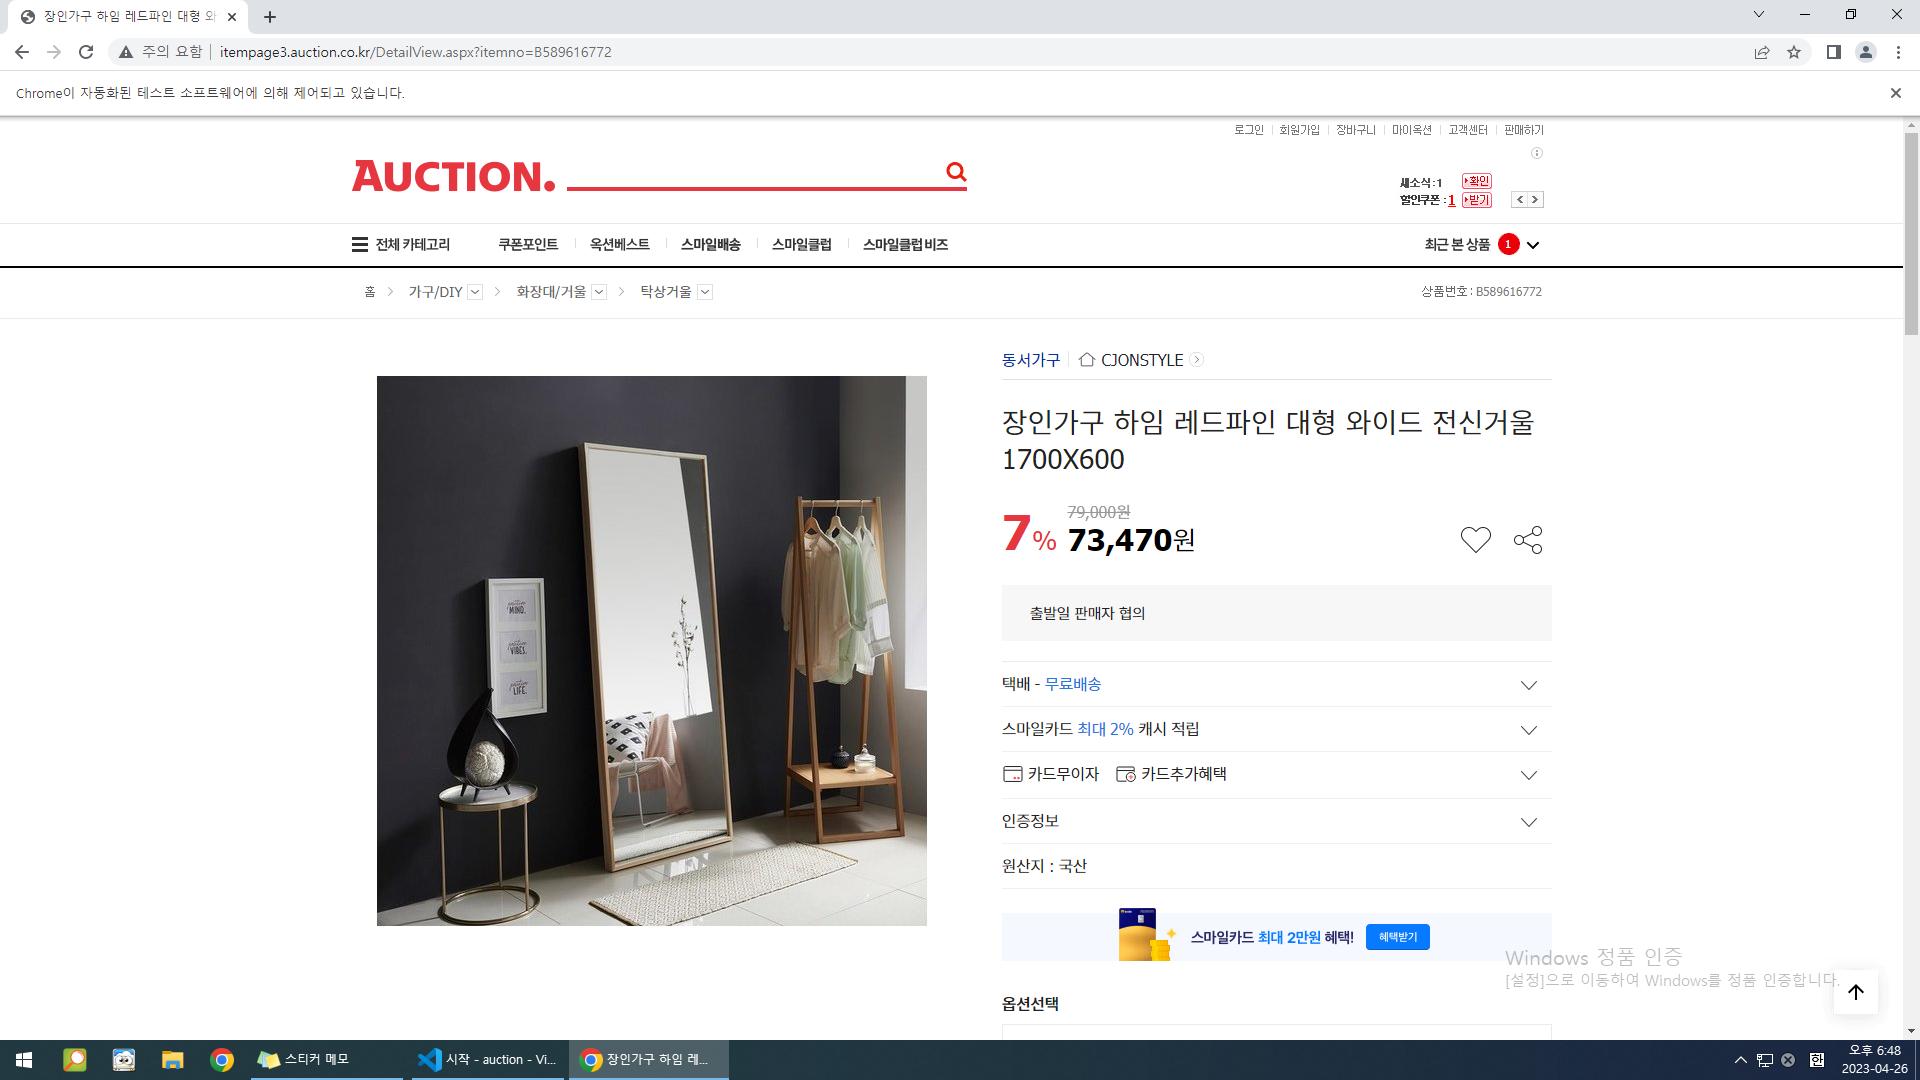 장인가구 하임 레드파인 대형 와
주의 요함
itempage3.auction.co.kr/DetailView.aspx?itemno=B589616772
Chrome이 자동화된 테스트 소프트웨어에 의해 제어되고 있습니다.
로그인 회원가입 장바구니 마이옥션 고객센터 판매하기
AUCTION.
새소식 : 1 확인
할인쿠폰 : 1 받기
전체 카테고리 쿠폰포인트 옥션베스트 스마일배송 스마일클럽 스마일클럽 비즈 최근 본 상품 1
홈 > 가구/DIY > 화장대/거울 > 탁상거울 상품번호 : B589616772
동서가구 CJONSTYLE
장인가구 하임 레드파인 대형 와이드 전신거울
1700X600
79,000원
7% 73,470원
출발일 판매자 협의
택배 - 무료배송
스마일카드 최대 2% 캐시 적립
카드무이자 카드추가혜택
인증정보
원산지 : 국산
positive
MIND.
positive
VIBES.
positive
LIFE.
스마일카드 최대 2만원 혜택! 혜택받기
Windows 정품 인증
[설정]으로 이동하여 Windows를 정품 인증합니다.
옵션선택
스티커 메모
시작 - auction - Vi...
장인가구 하임 레...
한
오후 6:48
2023-04-26